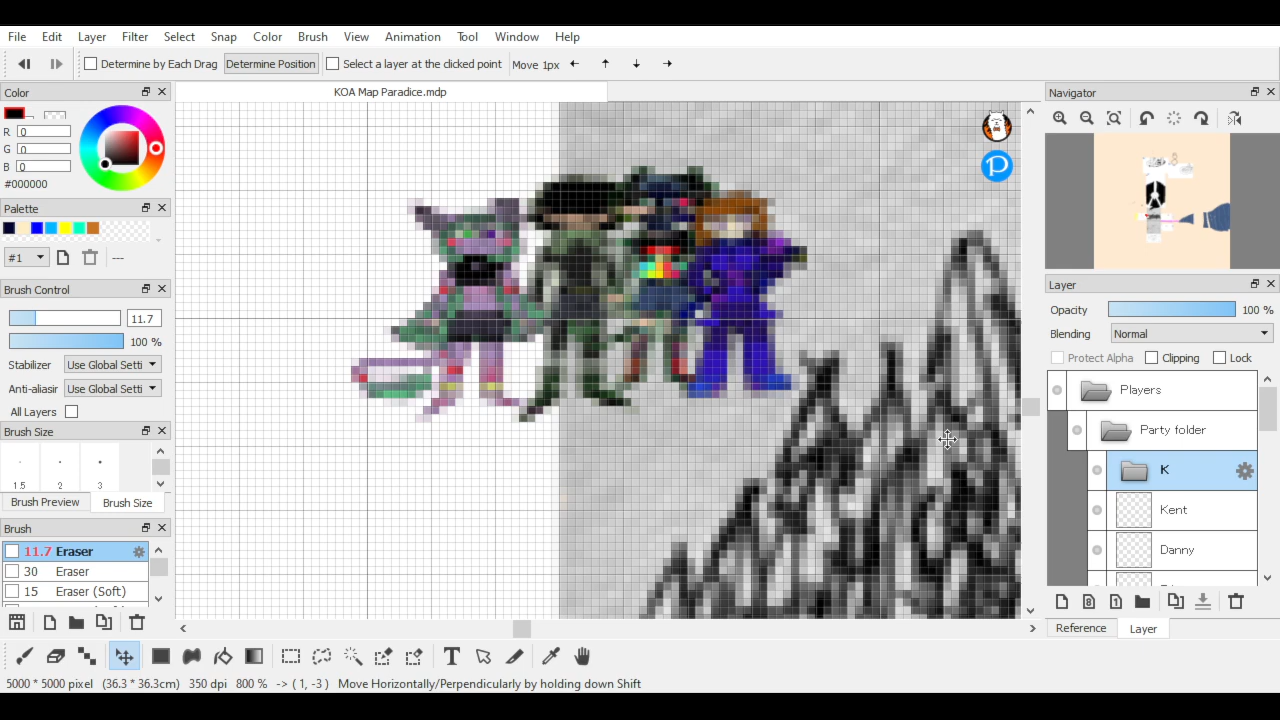 File Edit Layer Filter Select Snap Color Brush View Animation Tool Window Help
Determine by Each Drag Determine Position Select a layer at the clicked point Move 1px
Color
KOA Map Paradice.mdp
Navigator
R 0
G 0
B 0
#000000
Palette
#1 ---
Brush Control
11.7
100 %
Stabilizer Use Global Setti
Anti-aliasir Use Global Setti
All Layers
Brush Size
1.5 2 3
Brush Preview Brush Size
Brush
11.7 Eraser
30 Eraser
15 Eraser (Soft)
Layer
Opacity 100 %
Blending Normal
Protect Alpha Clipping Lock
Players
Party folder
K
Kent
Danny
Reference Layer
5000 * 5000 pixel (36.3 * 36.3cm) 350 dpi 800 % -> ( 1, -3 ) Move Horizontally/Perpendicularly by holding down Shift